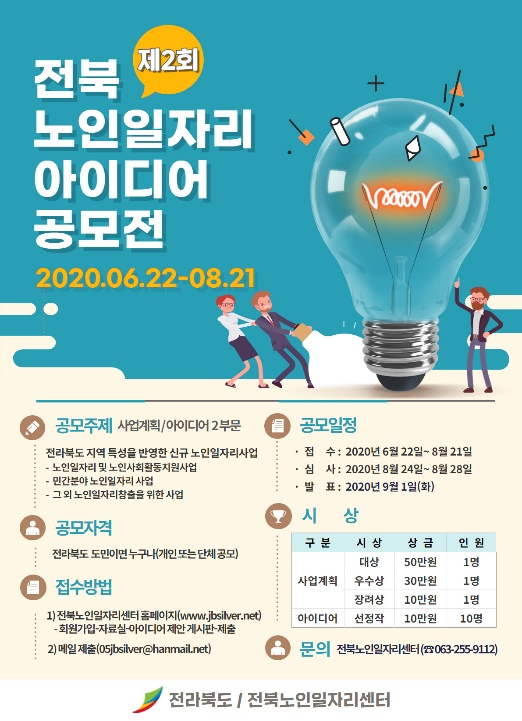 제2회
전북
노인일자리
아이디어
공모전
2020.06.22-08.21
공모주제 사업계획/아이디어 2부문
전라북도 지역 특성을 반영한 신규 노인일자리사업
- 노인일자리 및 노인사회활동지원사업
- 민간분야 노인일자리 사업
- 그 외 노인일자리창출을 위한 사업
공모자격
전라북도 도민이면 누구나(개인 또는 단체 공모)
접수방법
1) 전북노인일자리센터 홈페이지(www.jbsilver.net)
- 회원가입-자료실-아이디어 제안 게시판-제출
2) 메일 제출(05jbsilver@hanmail.net)
공모일정
· 접 수 : 2020년 6월 22일~ 8월 21일
· 심 사 : 2020년 8월 24일~ 8월 28일
· 발 표 : 2020년 9월 1일(화)
시 상
구 분 시 상 상 금 인 원
사업계획 대상 50만원 1명
우수상 30만원 1명
장려상 10만원 1명
아이디어 선정작 10만원 10명
문의 전북노인일자리센터 (☎063-255-9112)
전라북도 / 전북노인일자리센터